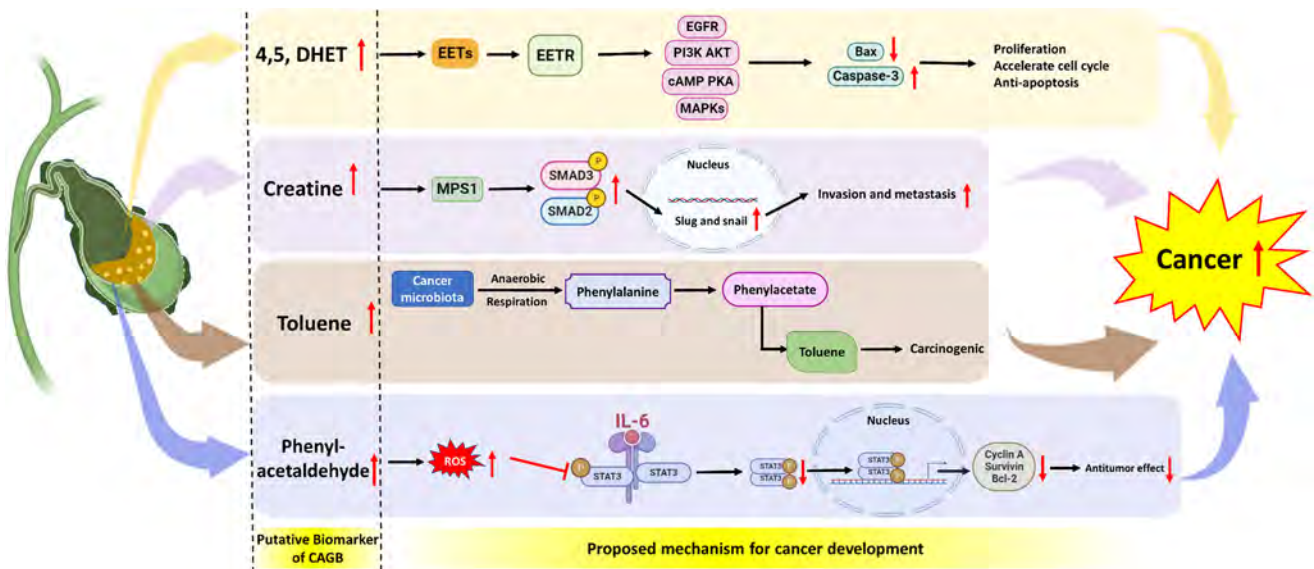 4,5, DHET
EETs
EETR
EGFR
PI3K AKT
cAMP PKA
MAPKs
Bax
Caspase-3
Proliferation
Accelerate cell cycle
Anti-apoptosis
Creatine
MPS1
SMAD3
P
SMAD2
P
Nucleus
Slug and snail
Invasion and metastasis
Cancer
Toluene
Cancer
microbiota
Anaerobic
Respiration
Phenylalanine
Phenylacetate
Toluene
Carcinogenic
Phenyl-
acetaldehyde
ROS
IL-6
P
STAT3
STAT3
STAT3
P
STAT3
P
Nucleus
STAT3
P
STAT3
P
Cyclin A
Survivin
Bcl-2
Antitumor effect
Putative Biomarker
of CAGB
Proposed mechanism for cancer development